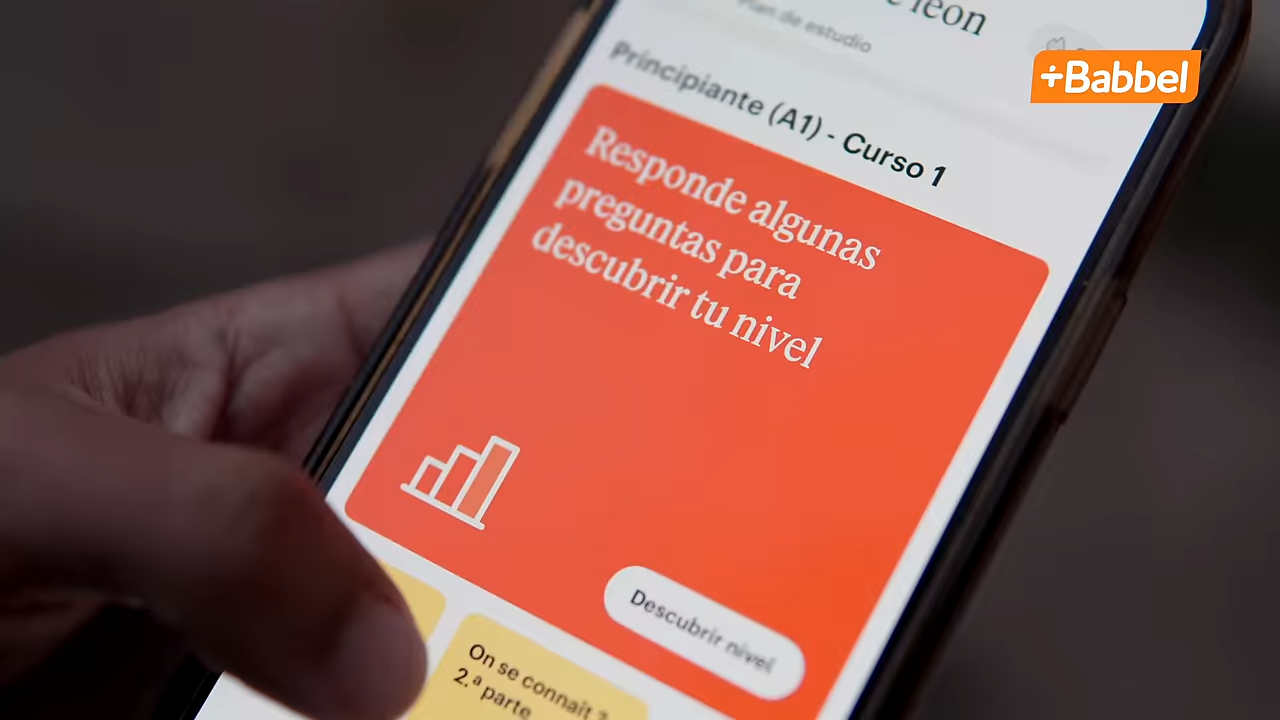 león
Plan de estudio
+Babbel
Principiante (A1) - Curso 1
Responde algunas
preguntas para
descubrir tu nivel
Descubrir nivel
On se connaît ?
2.ª parte